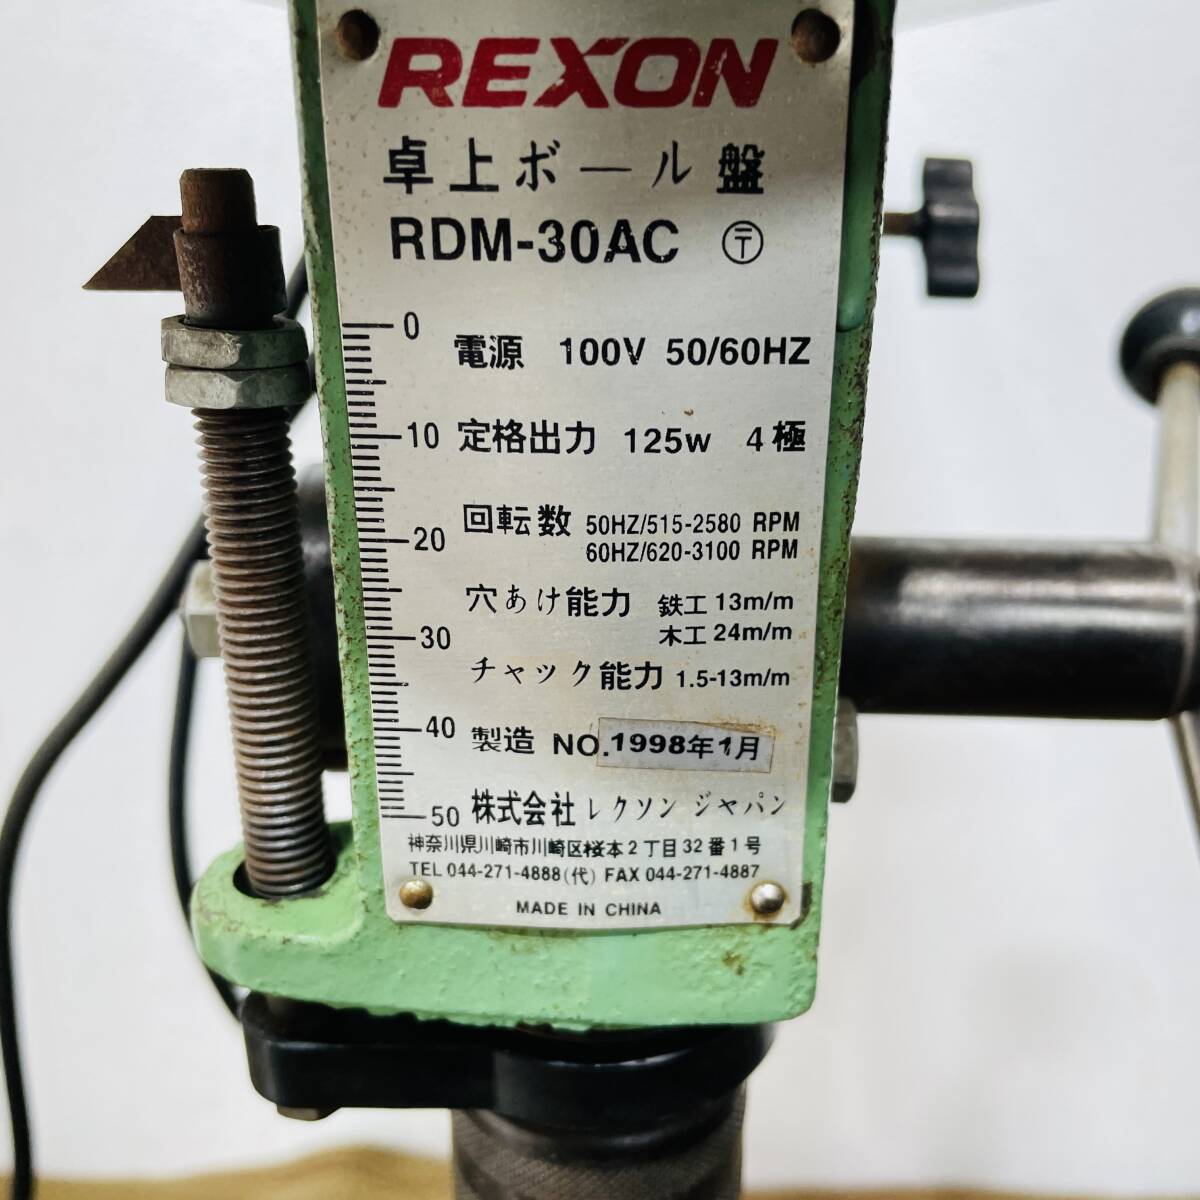 REXON
卓上ボール盤
RDM-30AC 〶
0
電源 100V 50/60HZ
10
定格出力 125w 4極
20
回転数 50HZ/515-2580 RPM
60HZ/620-3100 RPM
穴あけ能力 鉄工 13m/m
木工 24m/m
30
チャック能力 1.5-13m/m
40
製造 NO.1998年1月
50
株式会社レクソンジャパン
神奈川県川崎市川崎区桜本2丁目32番1号
TEL 044-271-4888(代) FAX 044-271-4887
MADE IN CHINA